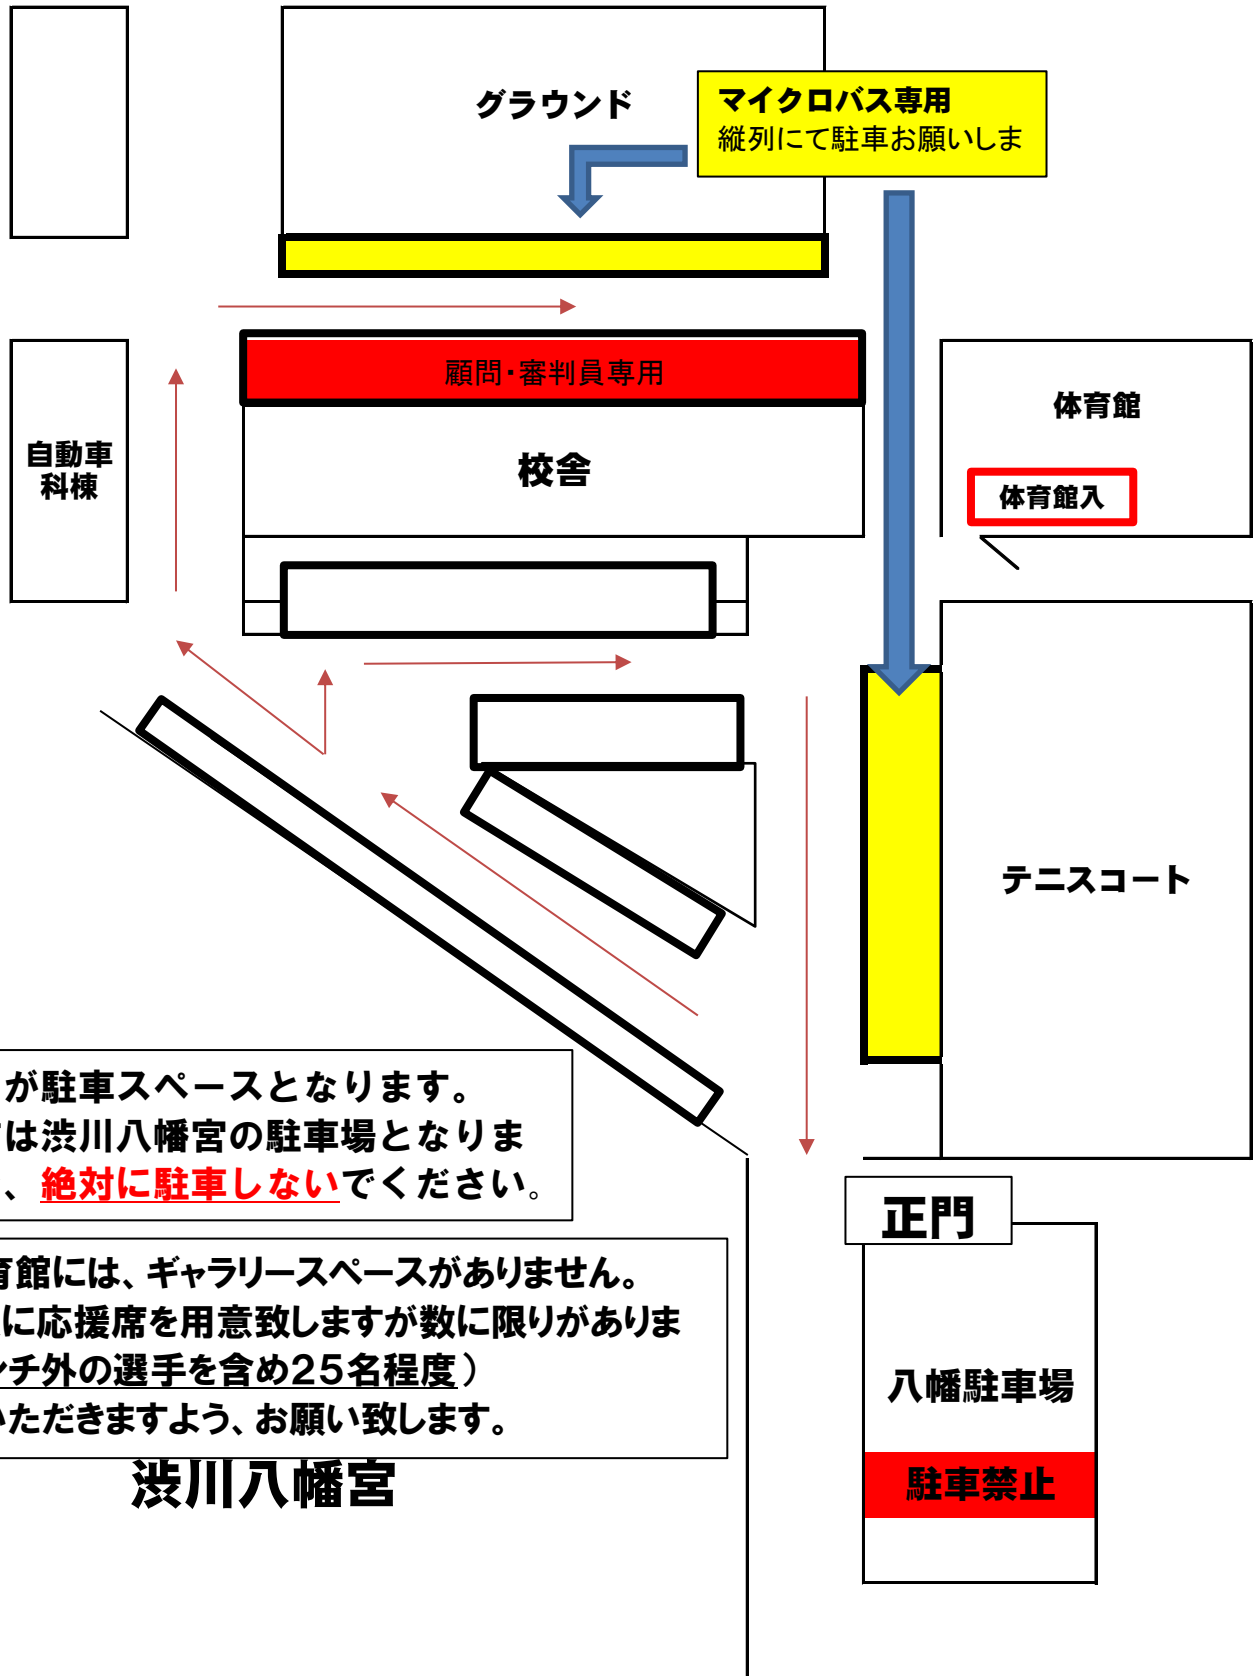 グラウンド
マイクロバス専用
縦列にて駐車お願いしま
顧問・審判員専用
体育館
自動車
科棟
校舎
体育館入
テニスコート
が駐車スペースとなります。
は渋川八幡宮の駐車場となりま
、絶対に駐車しないでください。
正門
育館には、ギャラリースペースがありません。
に応援席を用意致しますが数に限りがありま
ンチ外の選手を含め25名程度）
いただきますよう、お願い致します。
八幡駐車場
渋川八幡宮
駐車禁止